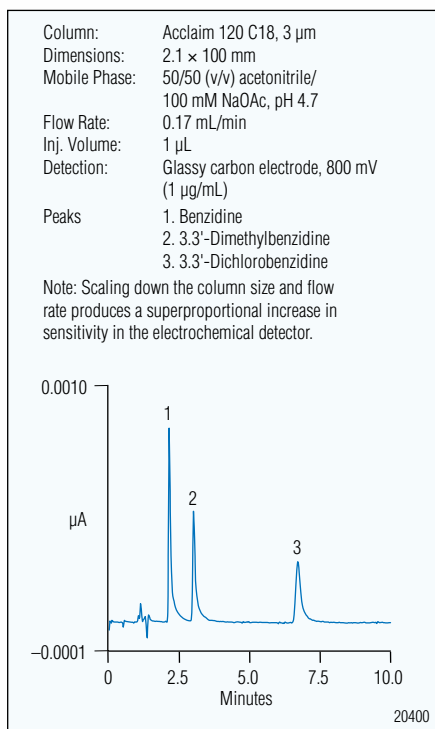 Column: Acclaim 120 C18, 3 µm
Dimensions: 2.1 × 100 mm
Mobile Phase: 50/50 (v/v) acetonitrile/
100 mM NaOAc, pH 4.7
Flow Rate: 0.17 mL/min
Inj. Volume: 1 µL
Detection: Glassy carbon electrode, 800 mV
(1 µg/mL)
Peaks 1. Benzidine
2. 3.3'-Dimethylbenzidine
3. 3.3'-Dichlorobenzidine
Note: Scaling down the column size and flow
rate produces a superproportional increase in
sensitivity in the electrochemical detector.
0.0010
1
2
µA
3
–0.0001
0 2.5 5.0 7.5 10.0
Minutes
20400